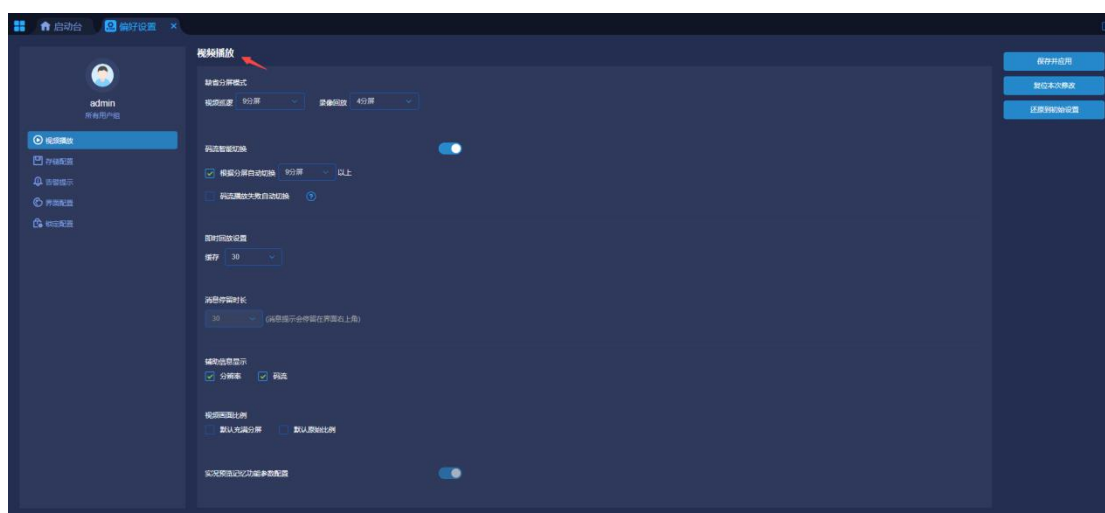 启动台 偏好设置 ×
视频播放
保存并应用
复位本次修改
还原到初始设置
admin
所有用户组
视频播放
存储配置
告警提示
界面配置
缺省分屏模式
视频巡逻 9分屏 录像回放 4分屏
码流智能切换
根据分屏自动切换 9分屏 以上
码流播放失败自动切换 ?
即时回放设置
缓存 30
消息停留时长
30 (消息提示会停留在界面右上角)
辅助信息显示
分辨率 码流
视频画面比例
默认充满分屏 默认原始比例
实况预览记忆功能参数配置